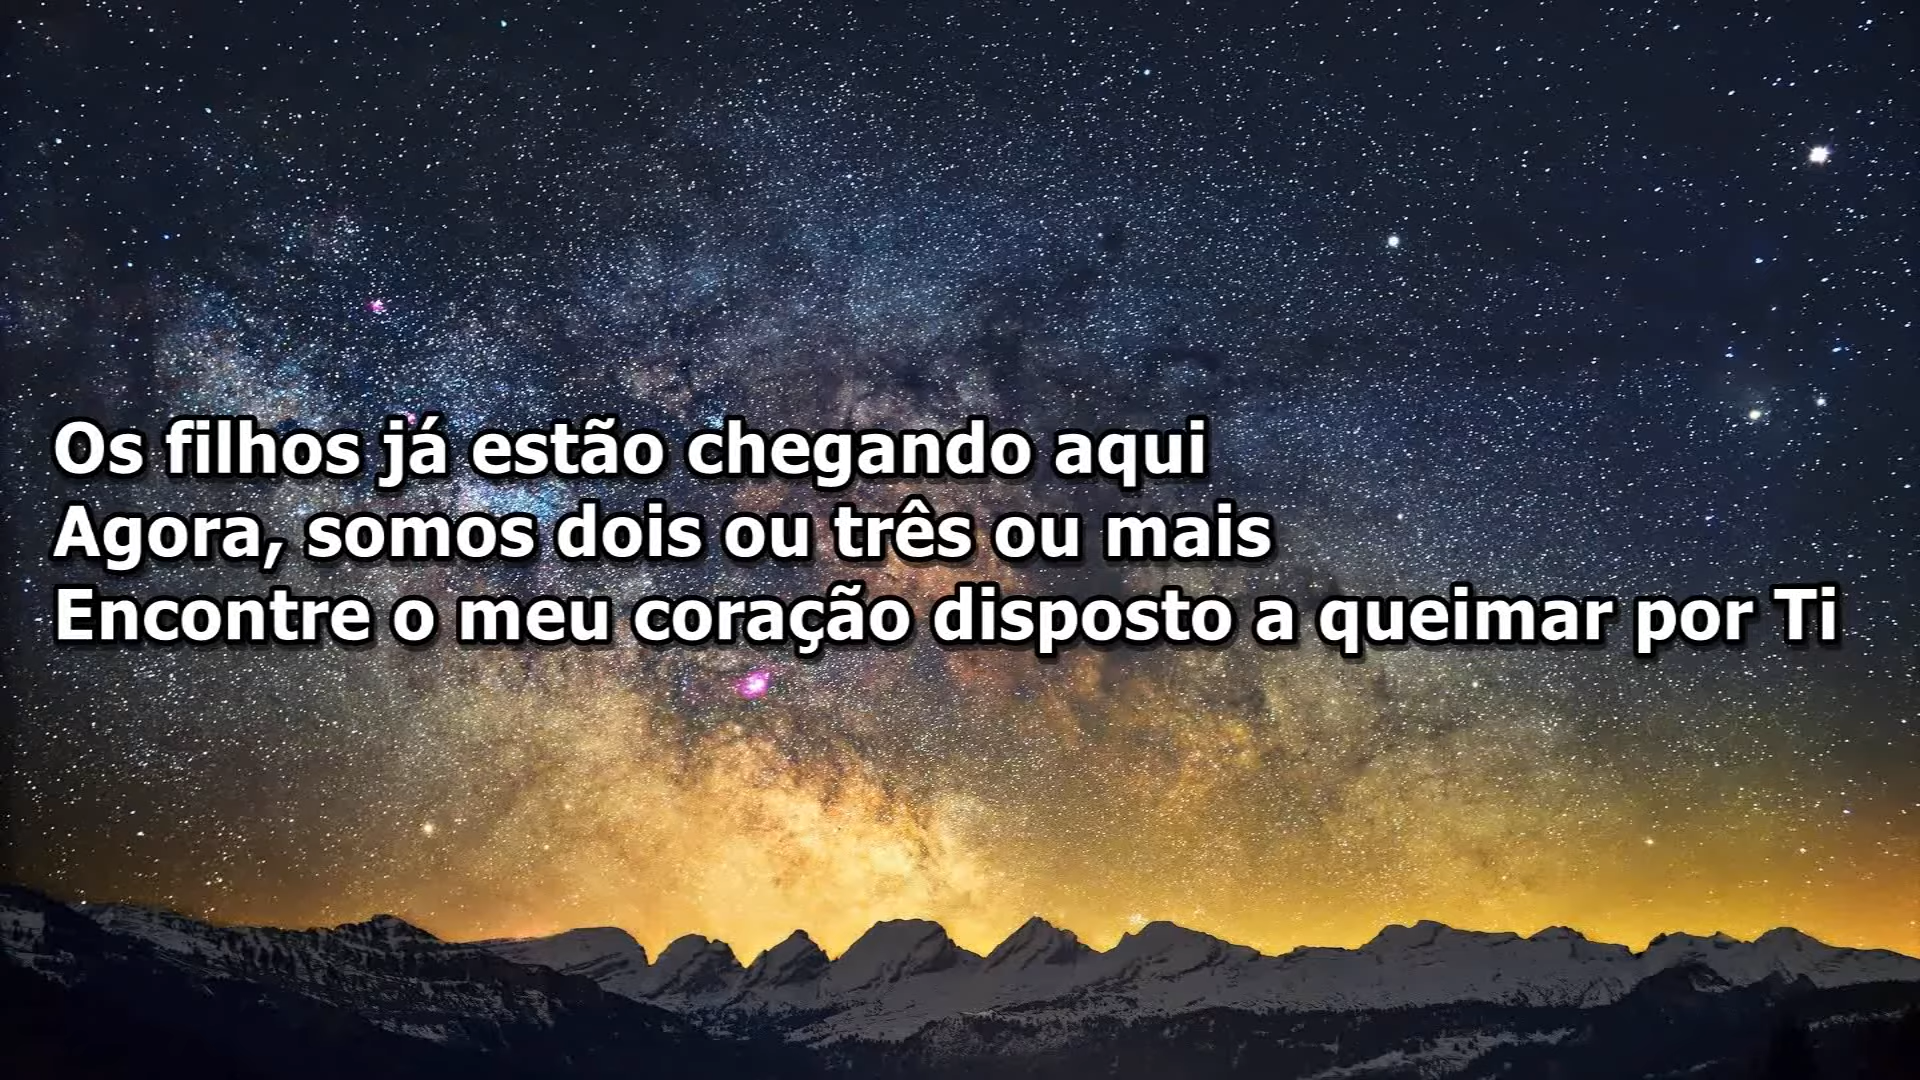 Os filhos já estão chegando aqui
Agora, somos dois ou três ou mais
Encontre o meu coração disposto a queimar por Ti